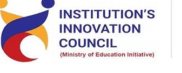 INSTITUTION'S
INNOVATION
COUNCIL
(Ministry of Education Initiative)